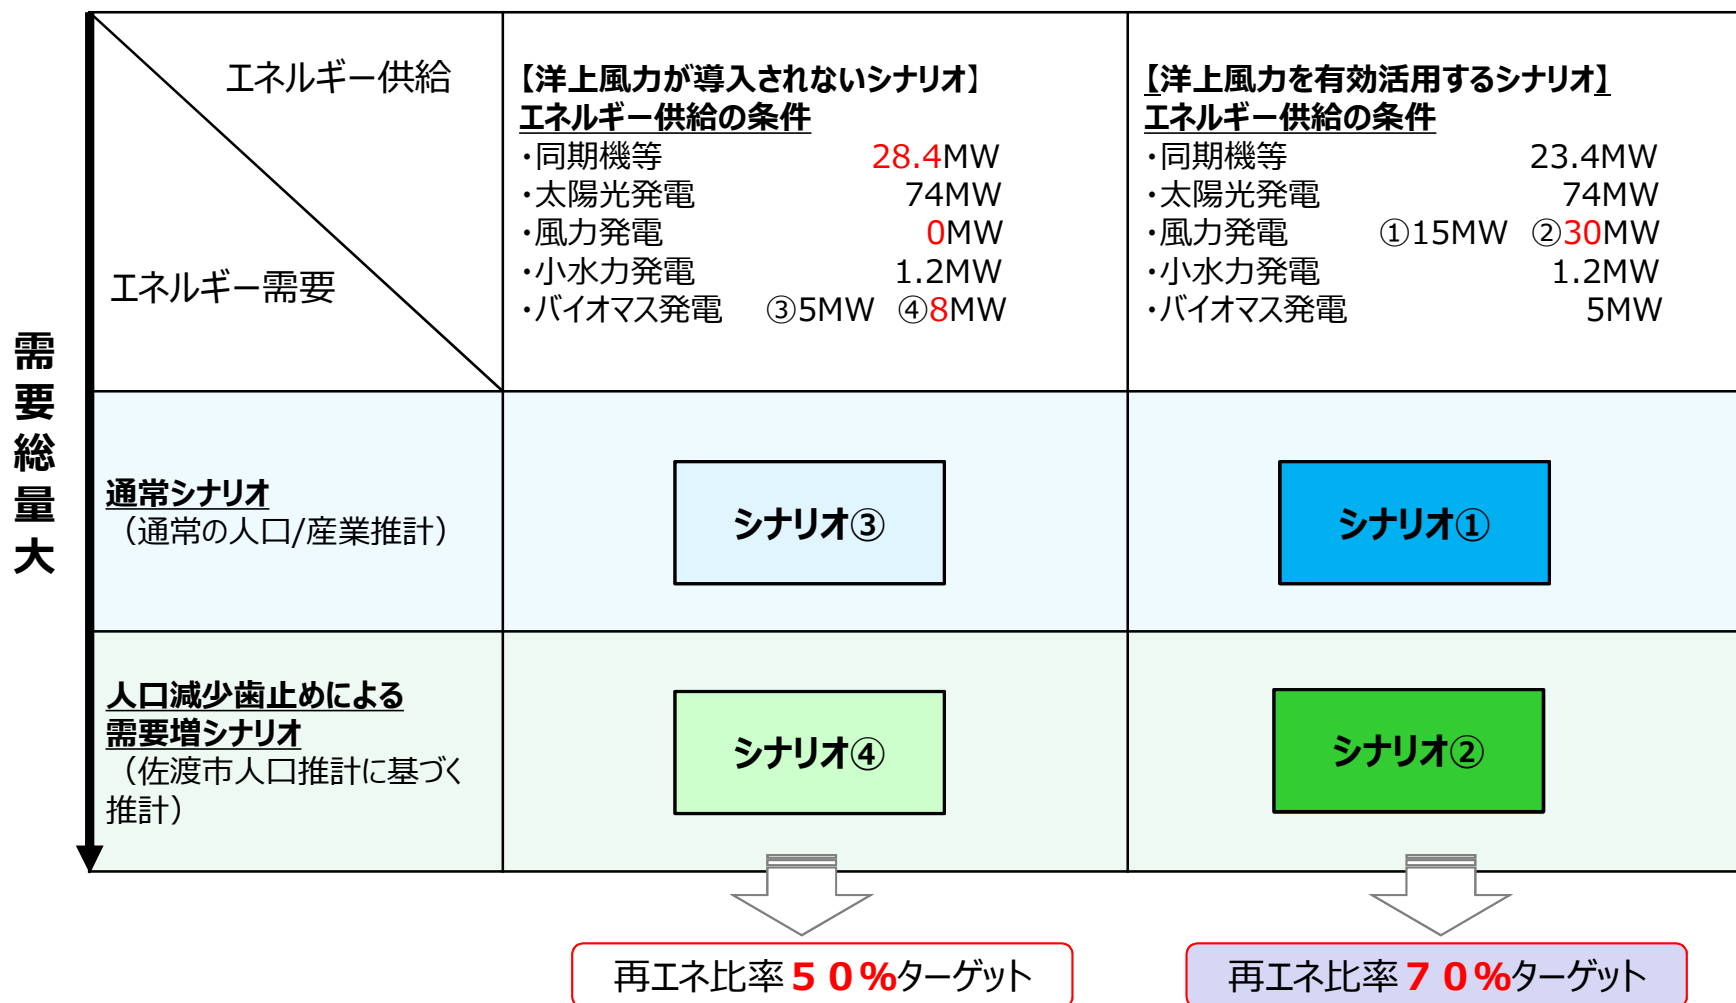 需要総量大
エネルギー供給
エネルギー需要
【洋上風力が導入されないシナリオ】
エネルギー供給の条件
・同期機等 28.4MW
・太陽光発電 74MW
・風力発電 0MW
・小水力発電 1.2MW
・バイオマス発電 ③5MW ④8MW
【洋上風力を有効活用するシナリオ】
エネルギー供給の条件
・同期機等 23.4MW
・太陽光発電 74MW
・風力発電 ①15MW ②30MW
・小水力発電 1.2MW
・バイオマス発電 5MW
通常シナリオ
（通常の人口/産業推計）
シナリオ③
シナリオ①
人口減少歯止めによる
需要増シナリオ
（佐渡市人口推計に基づく
推計）
シナリオ④
シナリオ②
再エネ比率５０%ターゲット
再エネ比率７０%ターゲット